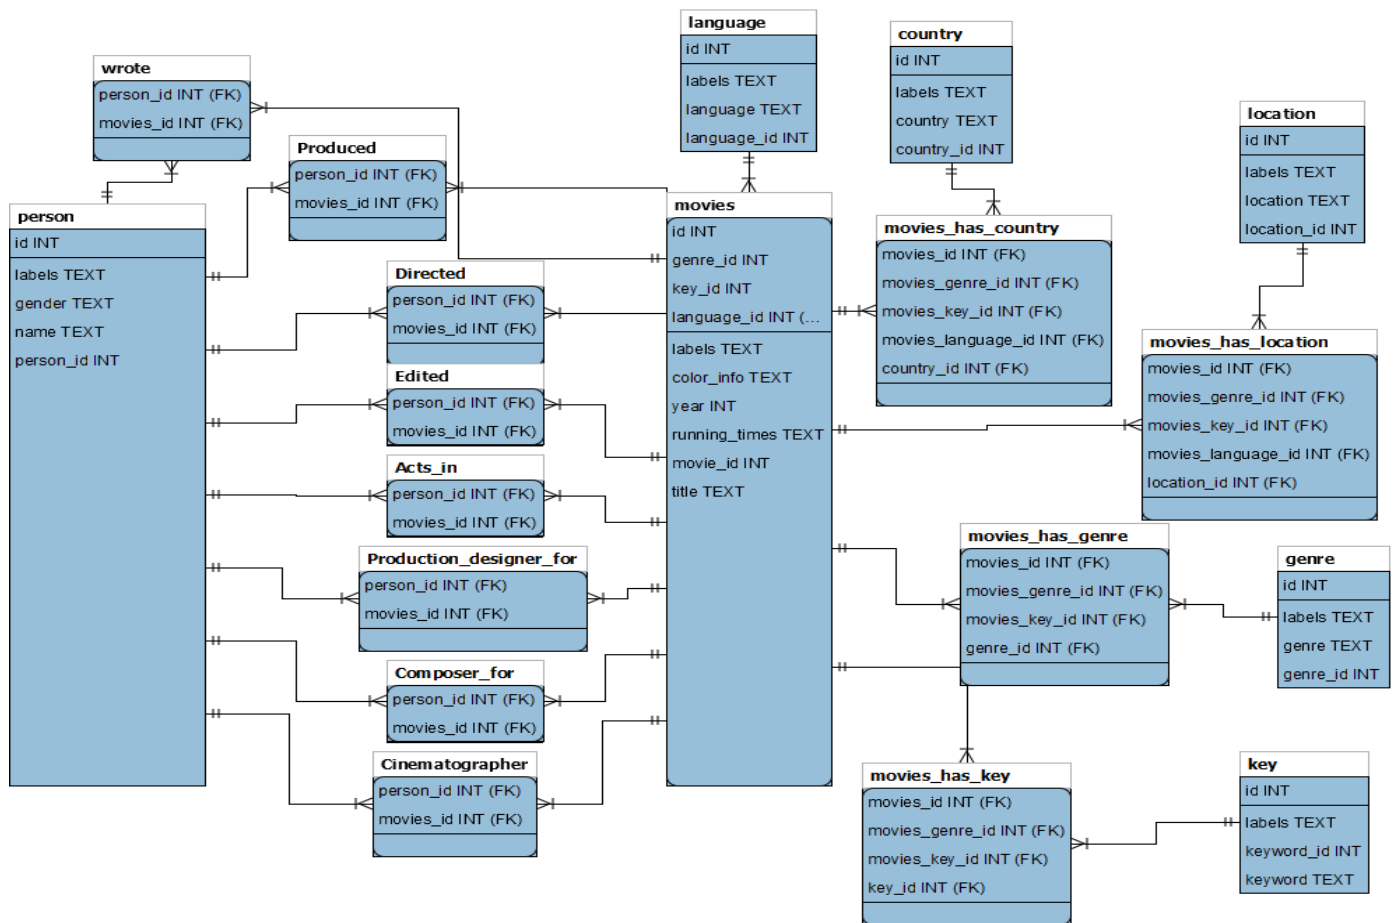 wrote
person_id INT (FK)
movies_id INT (FK)
Produced
person_id INT (FK)
movies_id INT (FK)
person
id INT
labels TEXT
gender TEXT
name TEXT
person_id INT
Directed
person_id INT (FK)
movies_id INT (FK)
Edited
person_id INT (FK)
movies_id INT (FK)
Acts_in
person_id INT (FK)
movies_id INT (FK)
Production_designer_for
person_id INT (FK)
movies_id INT (FK)
Composer_for
person_id INT (FK)
movies_id INT (FK)
Cinematographer
person_id INT (FK)
movies_id INT (FK)
language
id INT
labels TEXT
language TEXT
language_id INT
movies
id INT
genre_id INT
key_id INT
language_id INT (...
labels TEXT
color_info TEXT
year INT
running_times TEXT
movie_id INT
title TEXT
country
id INT
labels TEXT
country TEXT
country_id INT
movies_has_country
movies_id INT (FK)
movies_genre_id INT (FK)
movies_key_id INT (FK)
movies_language_id INT (FK)
country_id INT (FK)
location
id INT
labels TEXT
location TEXT
location_id INT
movies_has_location
movies_id INT (FK)
movies_genre_id INT (FK)
movies_key_id INT (FK)
movies_language_id INT (FK)
location_id INT (FK)
movies_has_genre
movies_id INT (FK)
movies_genre_id INT (FK)
movies_key_id INT (FK)
genre_id INT (FK)
genre
id INT
labels TEXT
genre TEXT
genre_id INT
movies_has_key
movies_id INT (FK)
movies_genre_id INT (FK)
movies_key_id INT (FK)
key_id INT (FK)
key
id INT
labels TEXT
keyword_id INT
keyword TEXT